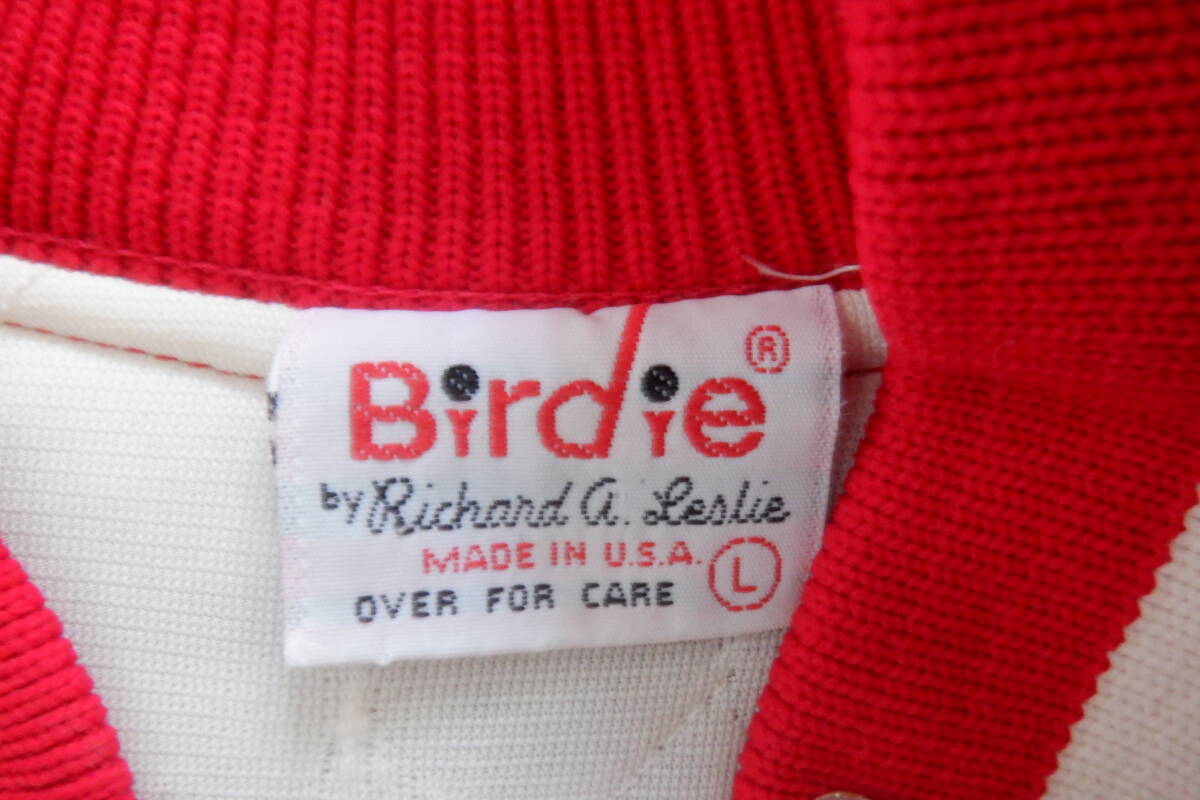 Birdie®
by Richard A. Leslie
MADE IN U.S.A.
L
OVER FOR CARE